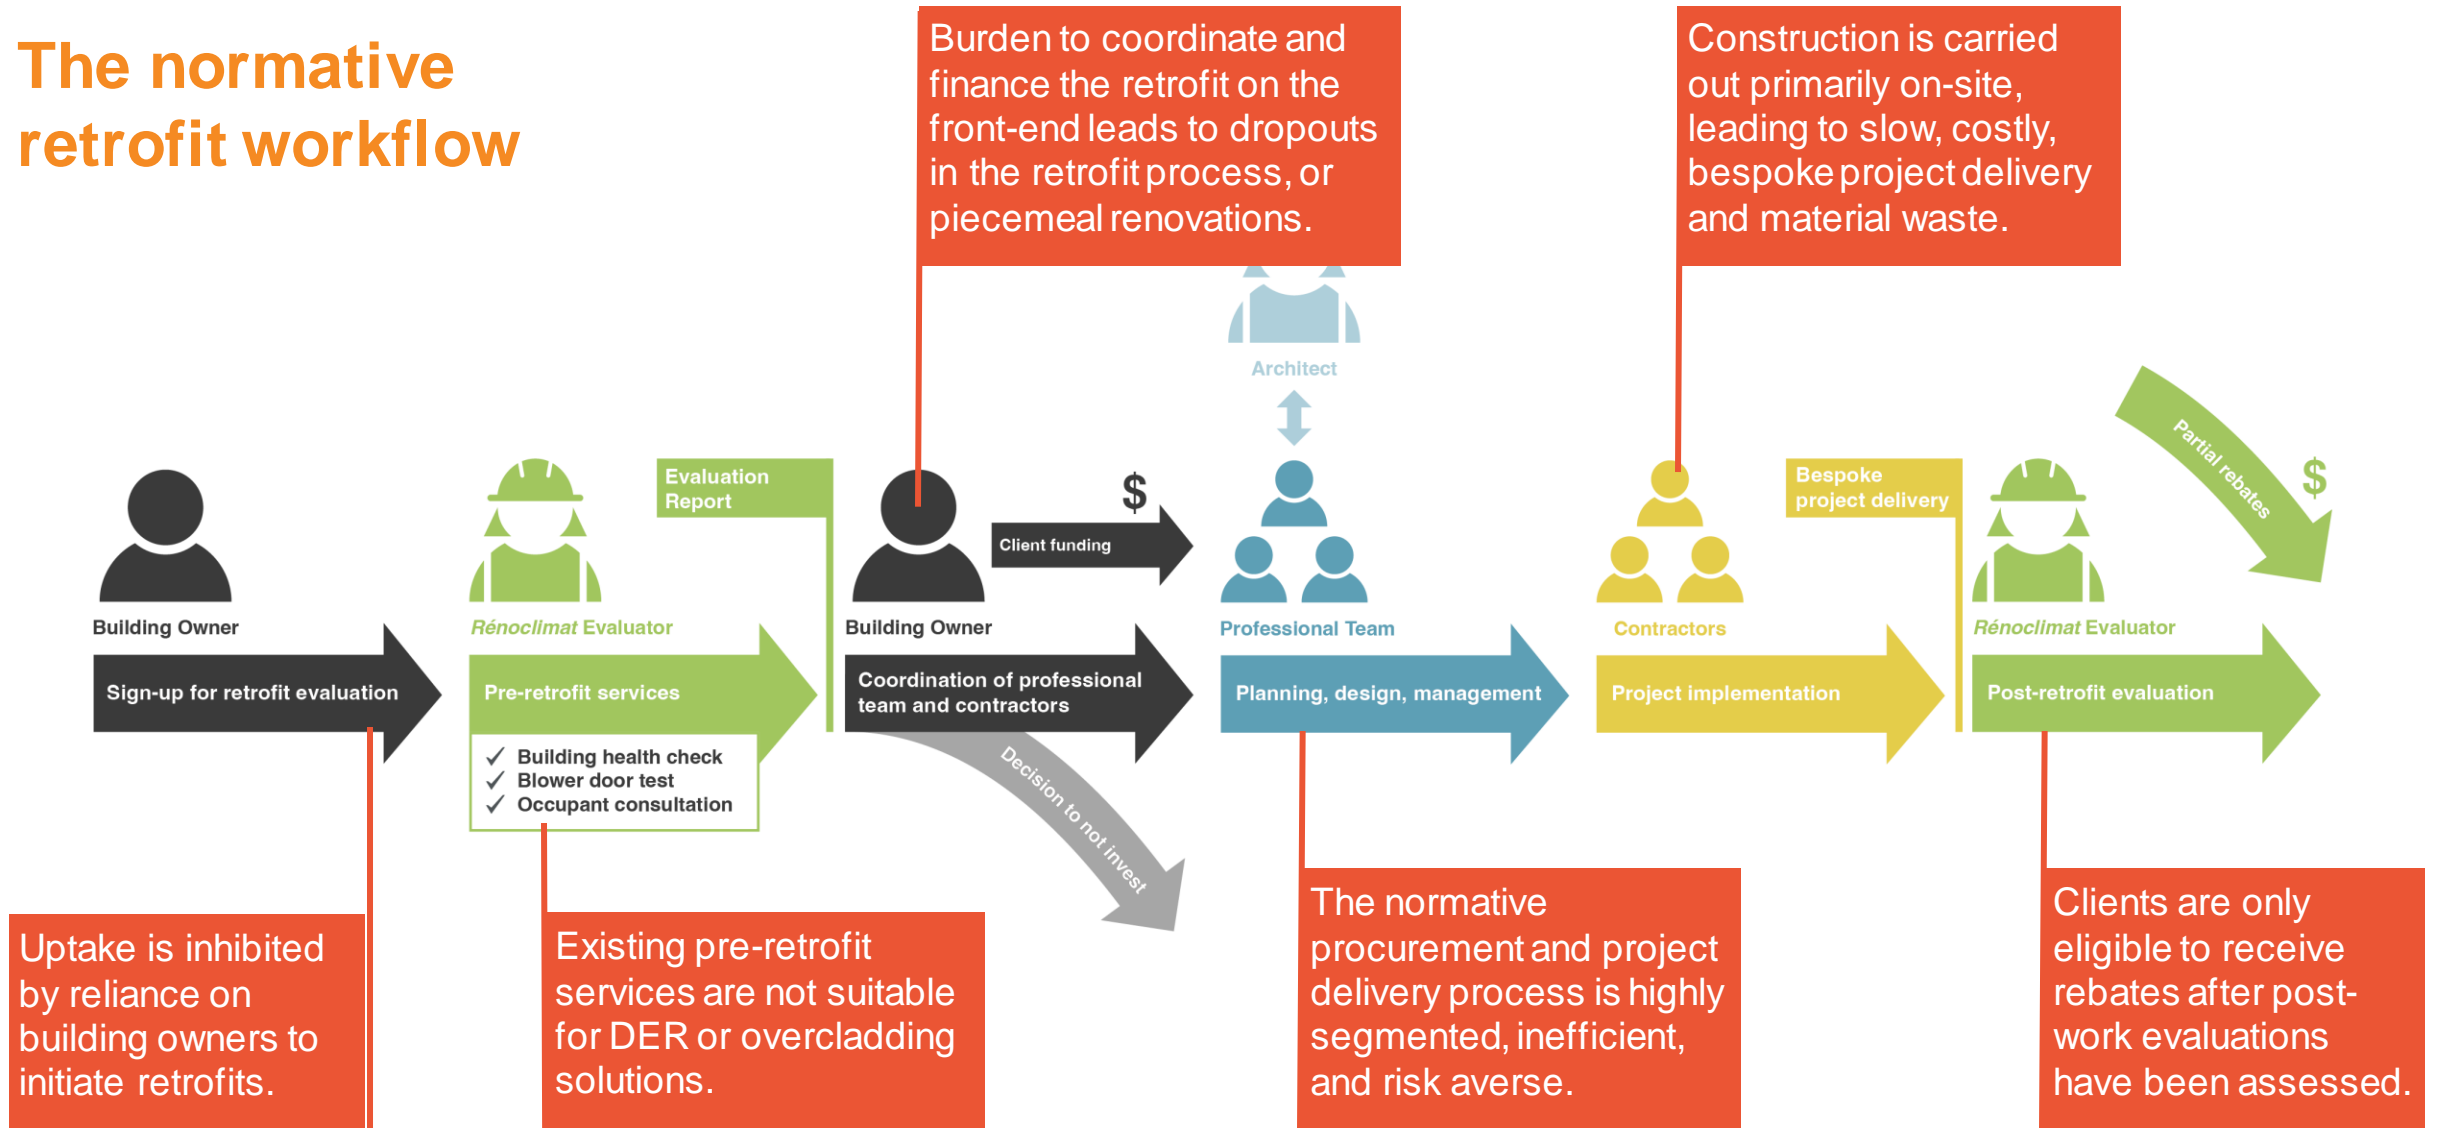 The normative
retrofit workflow
Burden to coordinate and
finance the retrofit on the
front-end leads to dropouts
in the retrofit process, or
piecemeal renovations.
Construction is carried
out primarily on-site,
leading to slow, costly,
bespoke project delivery
and material waste.
Architect
Partial rebates
$
Evaluation
Report
$
Client funding
Bespoke
project delivery
Building Owner
Rénoclimat Evaluator
Building Owner
Professional Team
Contractors
Rénoclimat Evaluator
Sign-up for retrofit evaluation
Pre-retrofit services
Coordination of professional
team and contractors
Planning, design, management
Project implementation
Post-retrofit evaluation
✓ Building health check
✓ Blower door test
✓ Occupant consultation
Decision to not invest
Uptake is inhibited
by reliance on
building owners to
initiate retrofits.
Existing pre-retrofit
services are not suitable
for DER or overcladding
solutions.
The normative
procurement and project
delivery process is highly
segmented, inefficient,
and risk averse.
Clients are only
eligible to receive
rebates after post-
work evaluations
have been assessed.